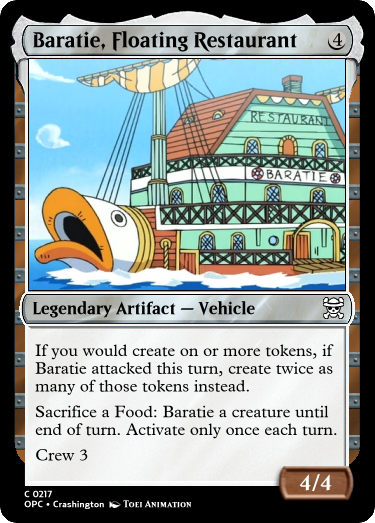 Baratie, Floating Restaurant 4
RESTAURANT
BARATIE
Legendary Artifact — Vehicle
If you would create on or more tokens, if
Baratie attacked this turn, create twice as
many of those tokens instead.
Sacrifice a Food: Baratie a creature until
end of turn. Activate only once each turn.
Crew 3
4/4
C 0217
OPC • Crashington TOEI ANIMATION